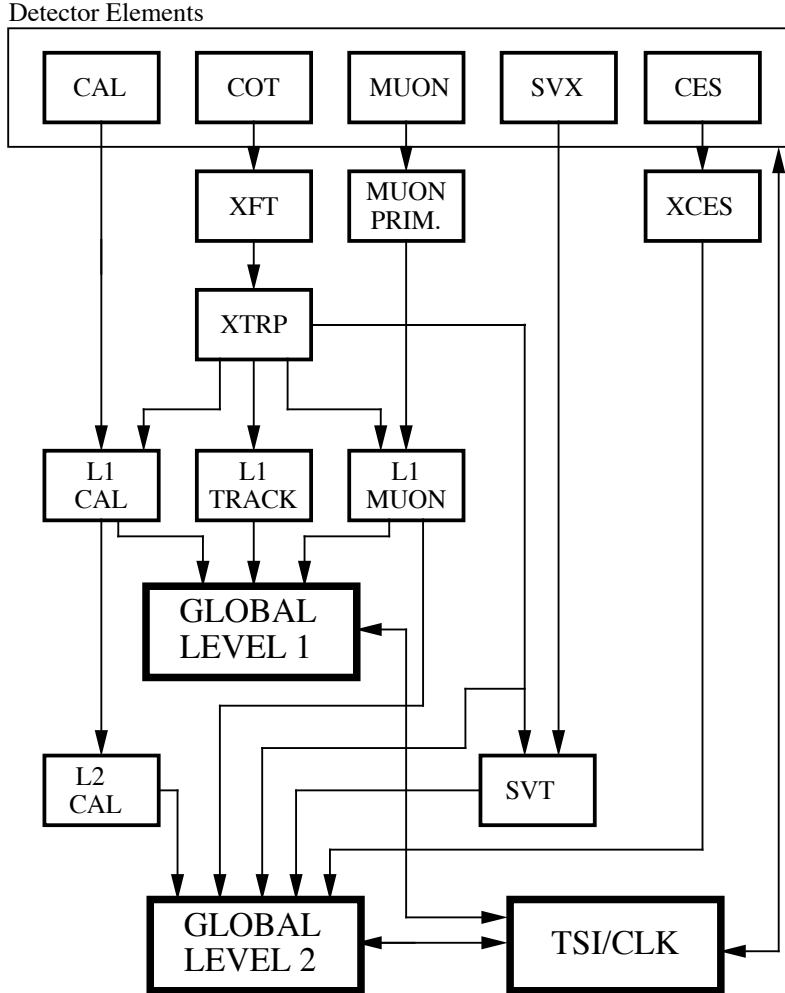 Detector Elements
CAL
COT
MUON
SVX
CES
XFT
MUON
PRIM.
XCES
XTRP
L1
CAL
L1
TRACK
L1
MUON
GLOBAL
LEVEL 1
L2
CAL
SVT
GLOBAL
LEVEL 2
TSI/CLK